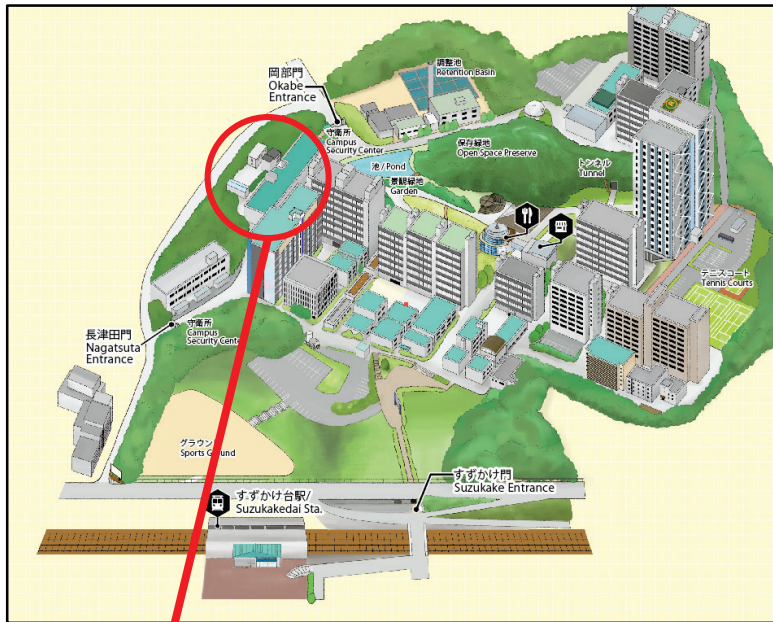 調整池
Retention Basin
岡部門
Okabe
Entrance
守衛所
Campus
Security Center
保存緑地
Open Space Preserve
池 / Pond
景観緑地
Garden
トンネル
Tunnel
テニスコート
Tennis Courts
長津田門
Nagatsuta
Entrance
守衛所
Campus
Security Center
グラウン
Sports Ground
すずかけ門
Suzukake Entrance
すずかけ台駅/
Suzukakedai Sta.